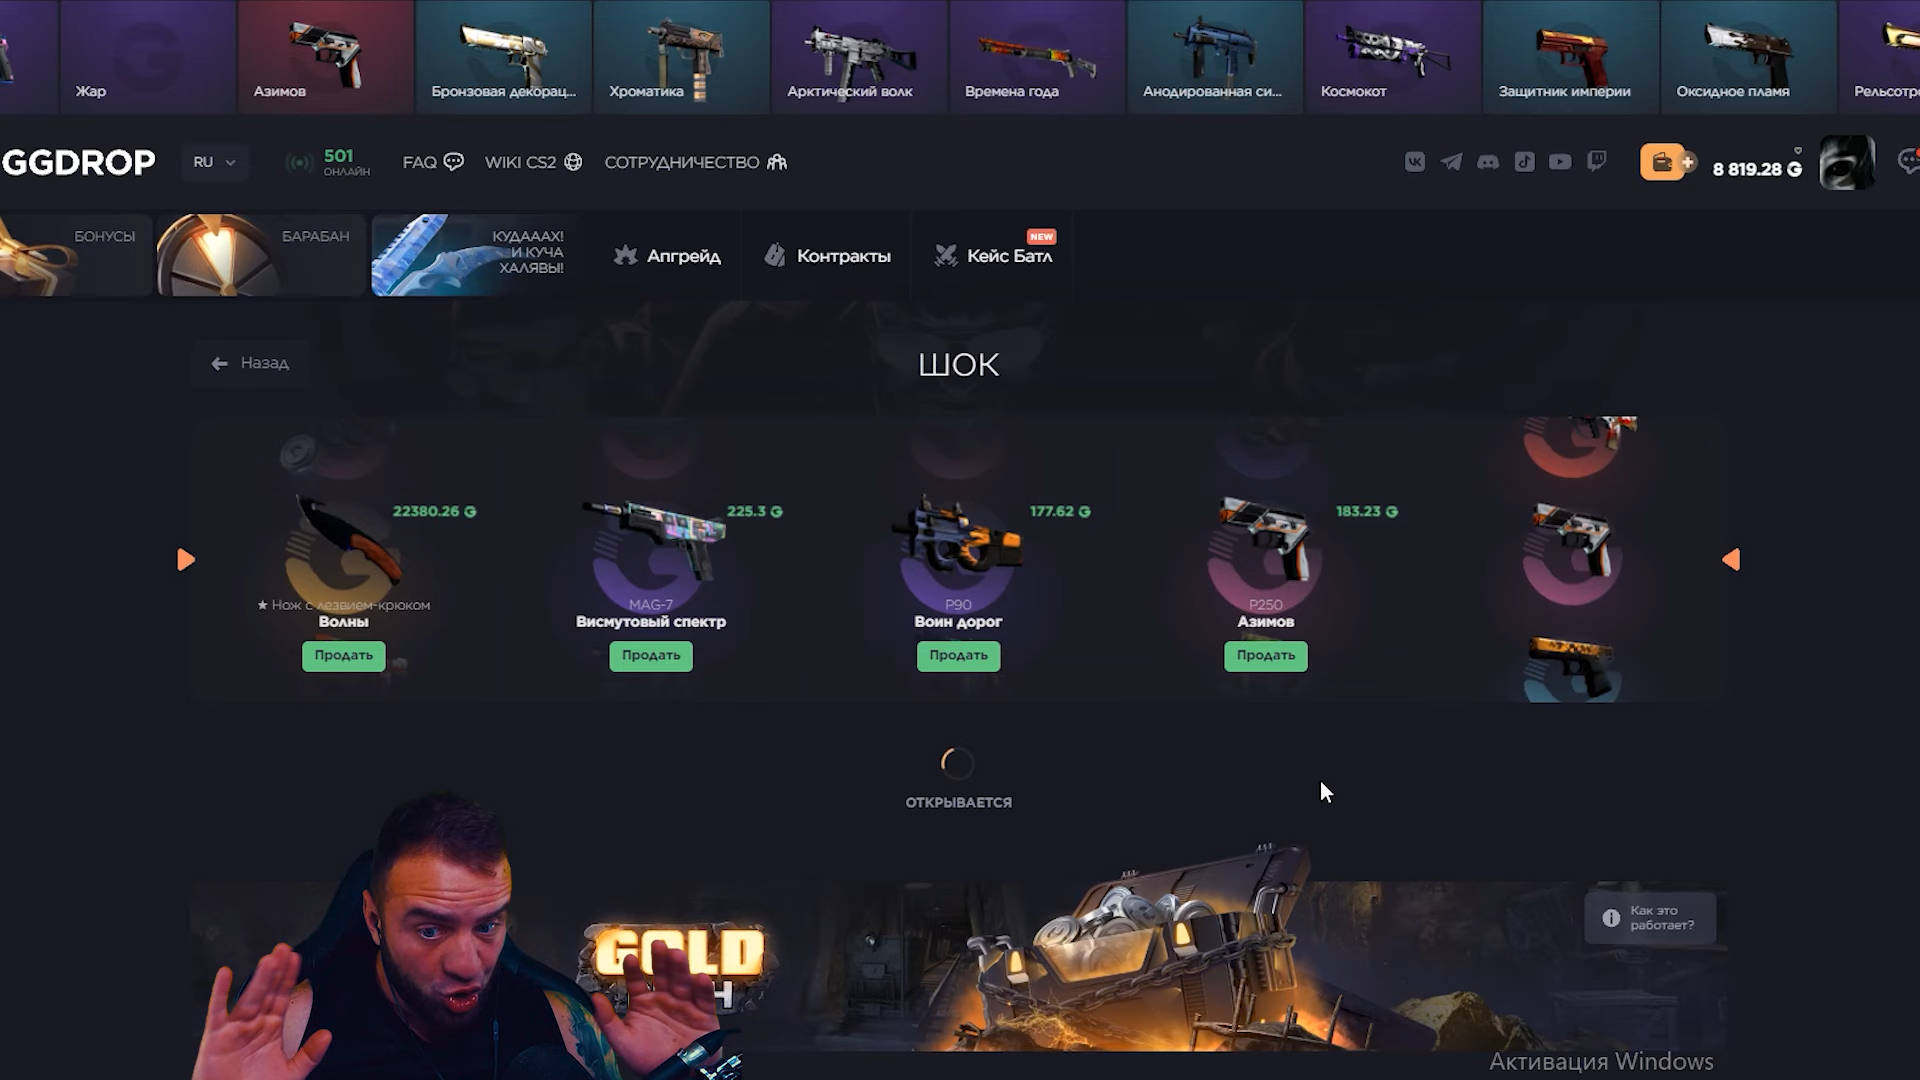 Жар
Азимов
Бронзовая декорац...
Хроматика
Арктический волк
Времена года
Анодированная си...
Космокот
Защитник империи
Оксидное пламя
Рельсотро
GGDROP
RU
501
ОНЛАЙН
FAQ
WIKI CS2
СОТРУДНИЧЕСТВО
8 819.28 G
БОНУСЫ
БАРАБАН
КУДАААХ!
И КУЧА
ХАЛЯВЫ!
Апгрейд
Контракты
Кейс Батл
NEW
Назад
ШОК
22380.26 G
★ Нож с лезвием-крюком
Волны
Продать
225.3 G
MAG-7
Висмутовый спектр
Продать
177.62 G
P90
Воин дорог
Продать
183.23 G
P250
Азимов
Продать
ОТКРЫВАЕТСЯ
GOLD
Как это
работает?
Активация Windows